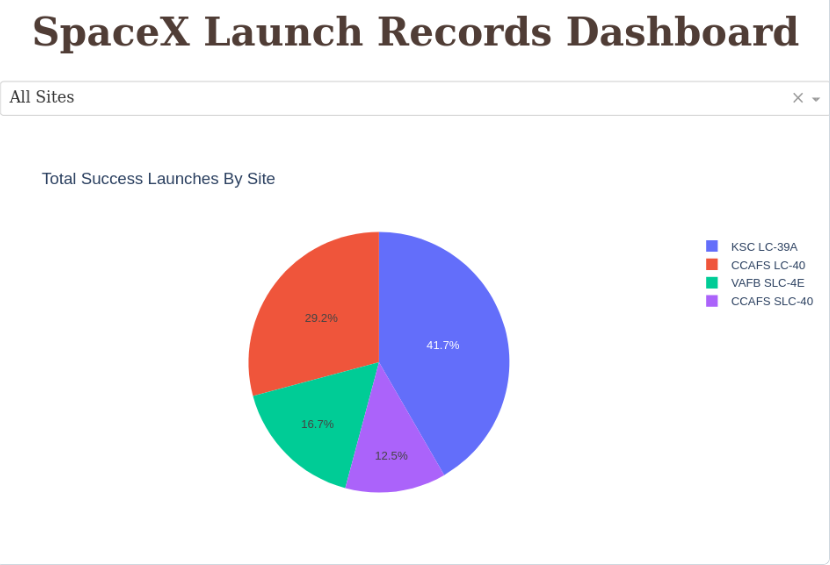 SpaceX Launch Records Dashboard
All Sites
Total Success Launches By Site
KSC LC-39A
CCAFS LC-40
VAFB SLC-4E
CCAFS SLC-40
29.2%
41.7%
16.7%
12.5%